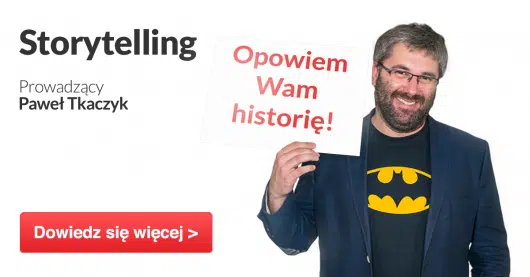 Storytelling
Prowadzący
Paweł Tkaczyk
Opowiem
Wam
historię!
Dowiedz się więcej >